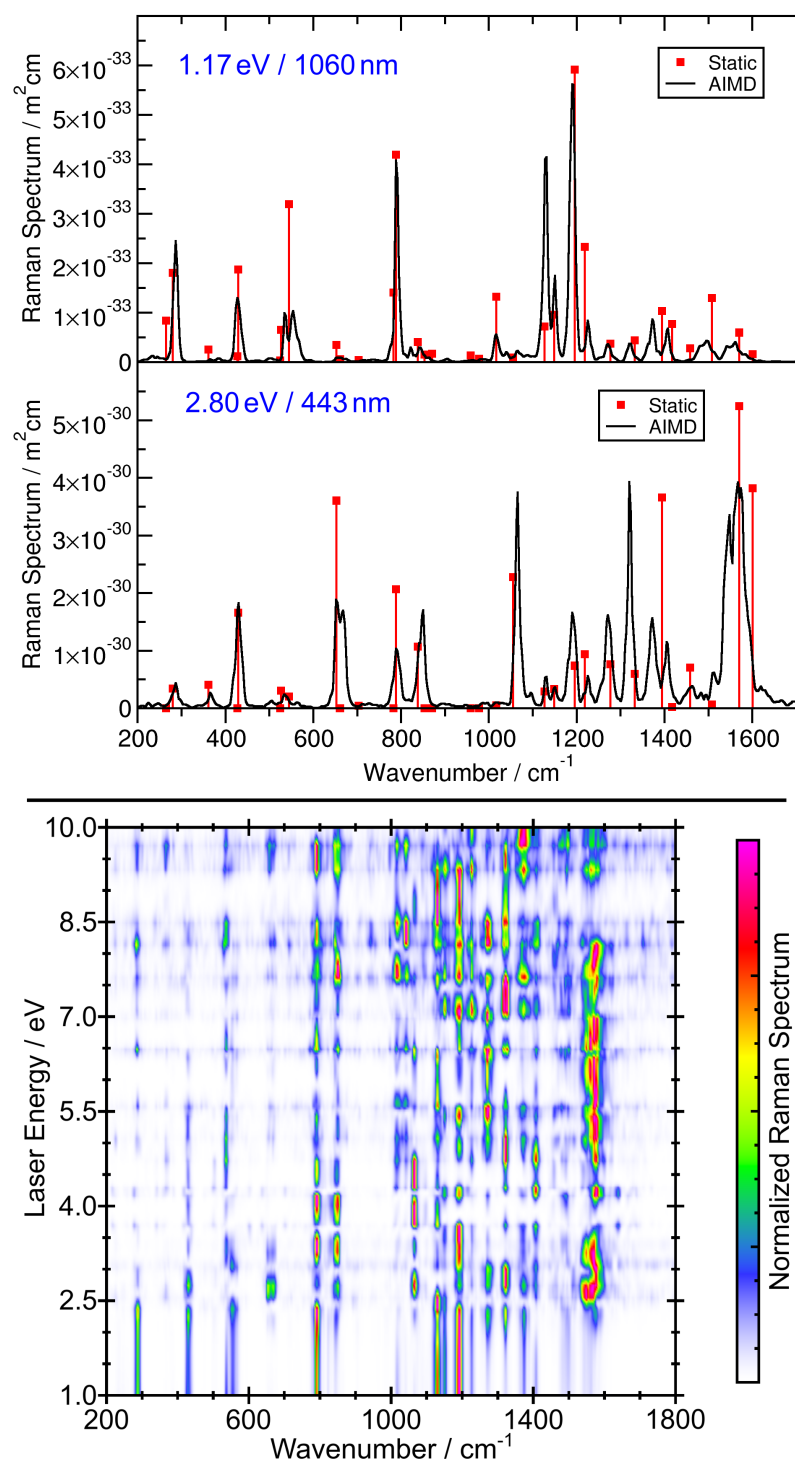 1.17 eV / 1060 nm
Static
AIMD
Raman Spectrum / m²cm
6×10⁻³³
5×10⁻³³
4×10⁻³³
3×10⁻³³
2×10⁻³³
1×10⁻³³
0
2.80 eV / 443 nm
Static
AIMD
Raman Spectrum / m²cm
5×10⁻³⁰
4×10⁻³⁰
3×10⁻³⁰
2×10⁻³⁰
1×10⁻³⁰
0
200 400 600 800 1000 1200 1400 1600
Wavenumber / cm⁻¹
Laser Energy / eV
10.0
8.5
7.0
5.5
4.0
2.5
1.0
200 600 1000 1400 1800
Wavenumber / cm⁻¹
Normalized Raman Spectrum